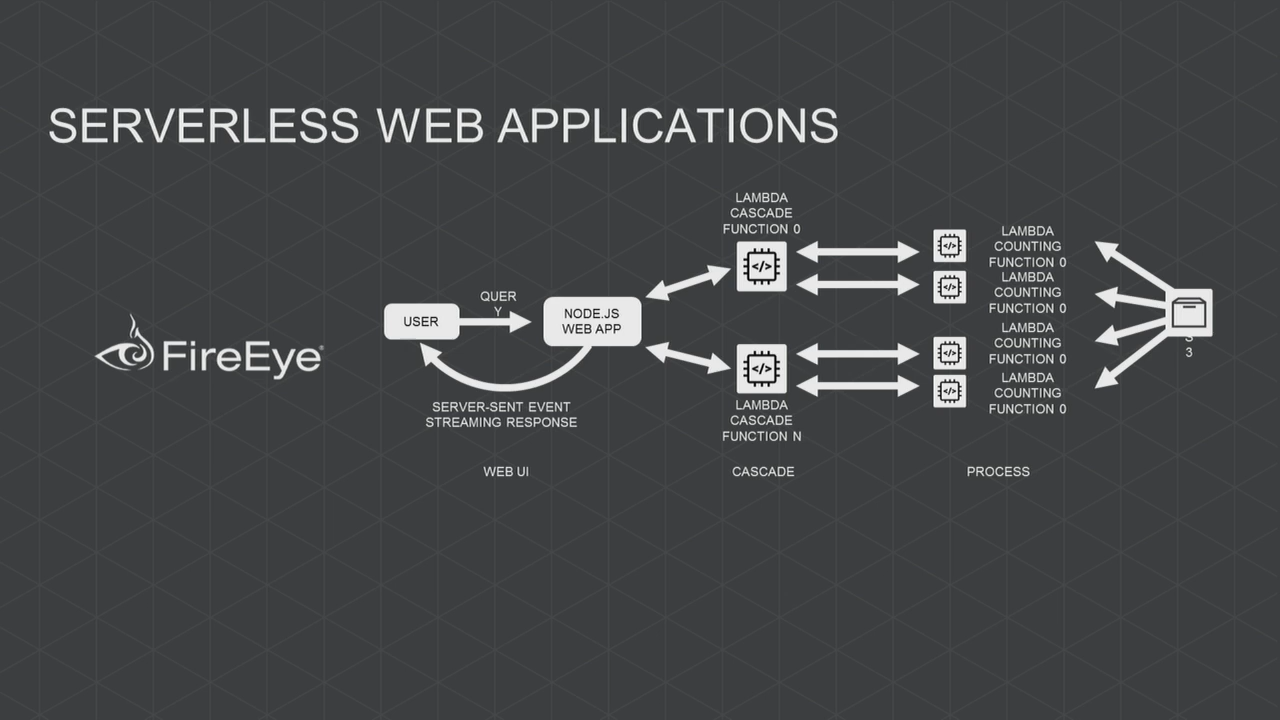 SERVERLESS WEB APPLICATIONS
FireEye®
USER
QUER
Y
NODE.JS
WEB APP
SERVER-SENT EVENT
STREAMING RESPONSE
WEB UI
LAMBDA
CASCADE
FUNCTION 0
LAMBDA
CASCADE
FUNCTION N
CASCADE
LAMBDA
COUNTING
FUNCTION 0
LAMBDA
COUNTING
FUNCTION 0
LAMBDA
COUNTING
FUNCTION 0
LAMBDA
COUNTING
FUNCTION 0
PROCESS
S
3